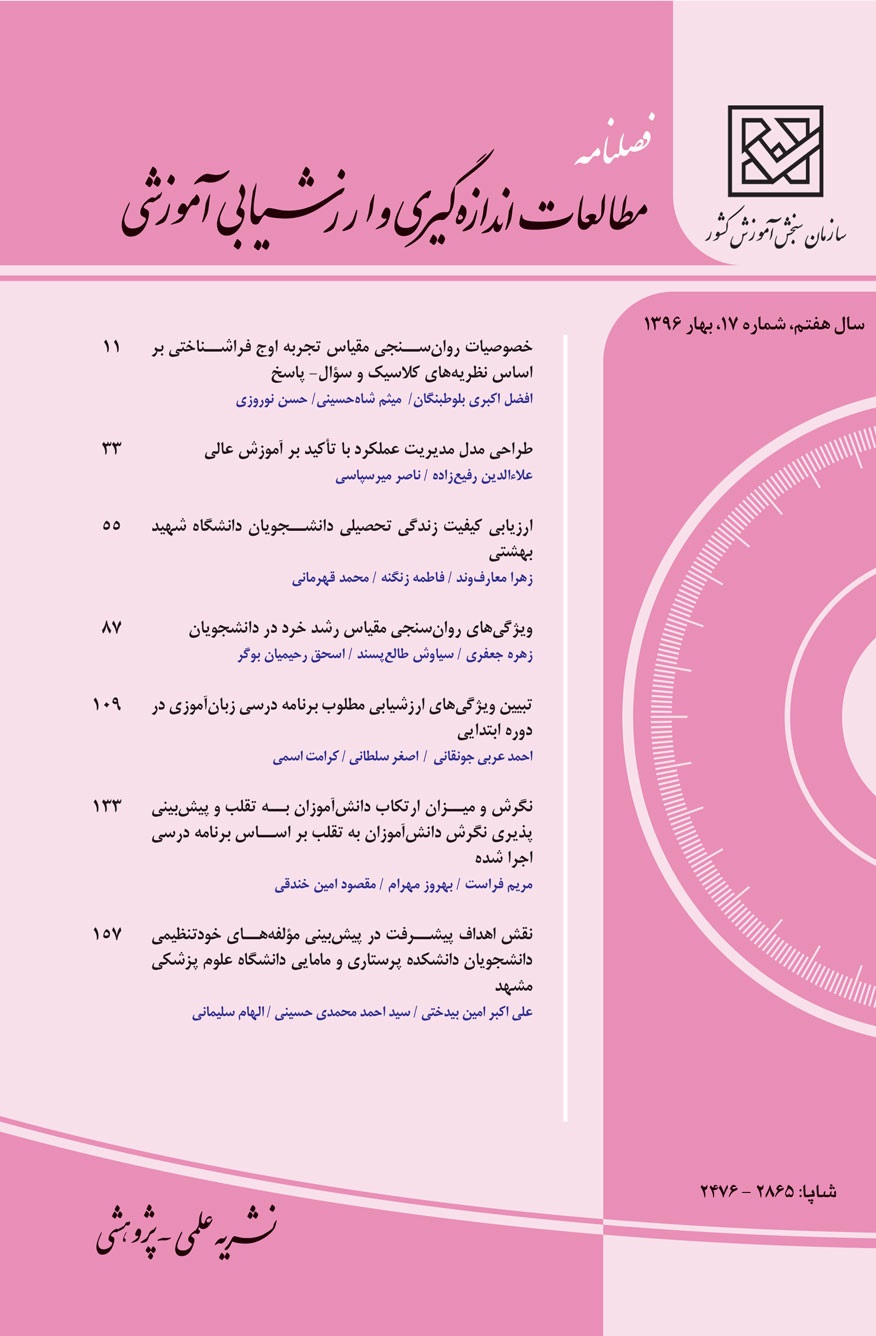 فصلنامه
مطالعات اندازه‌گیری و ارزشیابی آموزشی
سازمان سنجش آموزش کشور
سال هفتم، شماره ۱۷، بهار ۱۳۹۶
خصوصیات روان‌سنجی مقیاس تجربه اوج فراشناختی بر ۱۱
اساس نظریه‌های کلاسیک و سؤال- پاسخ
افضل اکبری بلوطبنگان/ میثم شاه‌حسینی/ حسن نوروزی
طراحی مدل مدیریت عملکرد با تأکید بر آموزش عالی ۳۳
علاءالدین رفیع‌زاده / ناصر میرسپاسی
ارزیابی کیفیت زندگی تحصیلی دانشجویان دانشگاه شهید ۵۵
بهشتی
زهرا معارف‌وند / فاطمه زنگنه / محمد قهرمانی
ویژگی‌های روان‌سنجی مقیاس رشد خرد در دانشجویان ۸۷
زهره جعفری / سیاوش طالع‌پسند / اسحق رحیمیان بوگر
تبیین ویژگی‌های ارزشیابی مطلوب برنامه درسی زبان‌آموزی در ۱۰۹
دوره ابتدایی
احمد عربی جونقانی / اصغر سلطانی / کرامت اسمی
نگرش و میزان ارتکاب دانش‌آموزان به تقلب و پیش‌بینی ۱۳۳
پذیری نگرش دانش‌آموزان به تقلب بر اساس برنامه درسی
اجرا شده
مریم فراست / بهروز مهرام / مقصود امین خندقی
نقش اهداف پیشرفت در پیش‌بینی مؤلفه‌های خودتنظیمی ۱۵۷
دانشجویان دانشکده پرستاری و مامایی دانشگاه علوم پزشکی
مشهد
علی اکبر امین بیدختی / سید احمد محمدی حسینی / الهام سلیمانی
شاپا: ۲۸۶۵ - ۲۴۷۶
نشریه علمی - پژوهشی